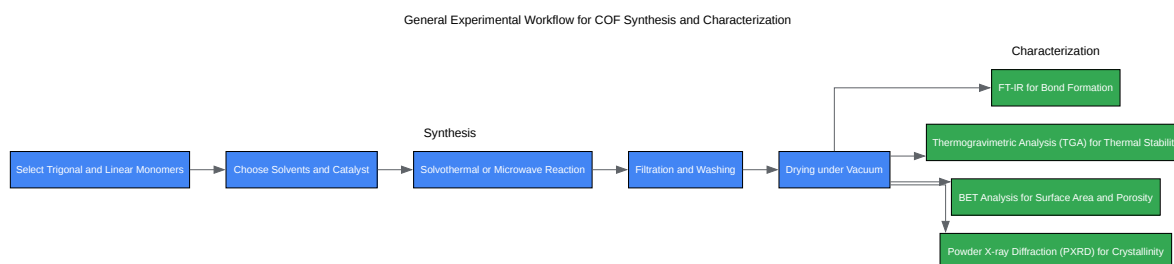 General Experimental Workflow for COF Synthesis and Characterization
Characterization
FT-IR for Bond Formation
Synthesis
Thermogravimetric Analysis (TGA) for Thermal Stabilit
Select Trigonal and Linear Monomers
Choose Solvents and Catalyst
Solvothermal or Microwave Reaction
Filtration and Washing
Drying under Vacuum
BET Analysis for Surface Area and Porosity
Powder X-ray Diffraction (PXRD) for Crystallinity